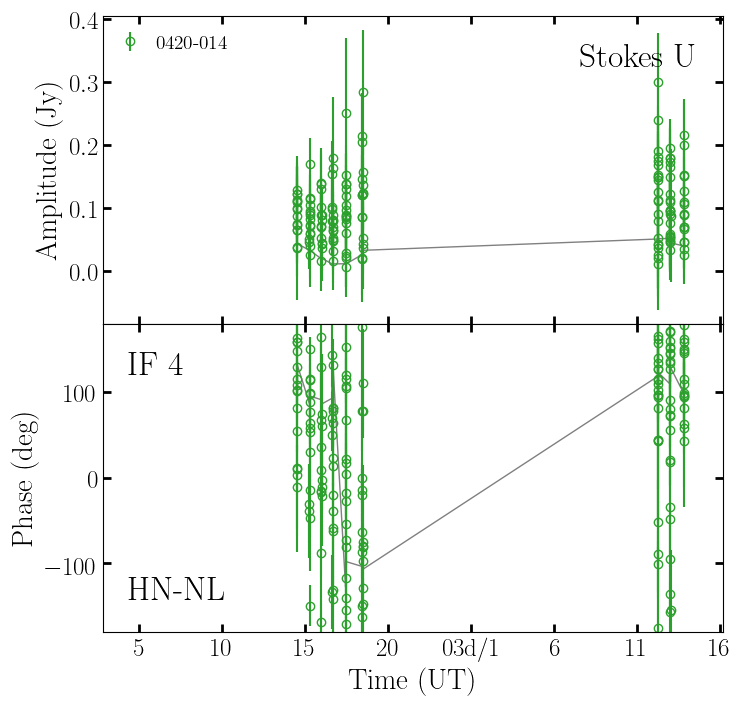 0.4
0420-014
Stokes U
0.3
0.2
0.1
0.0
Amplitude (Jy)
IF 4
100
0
−100
Phase (deg)
HN-NL
5 10 15 20 03d/1 6 11 16
Time (UT)